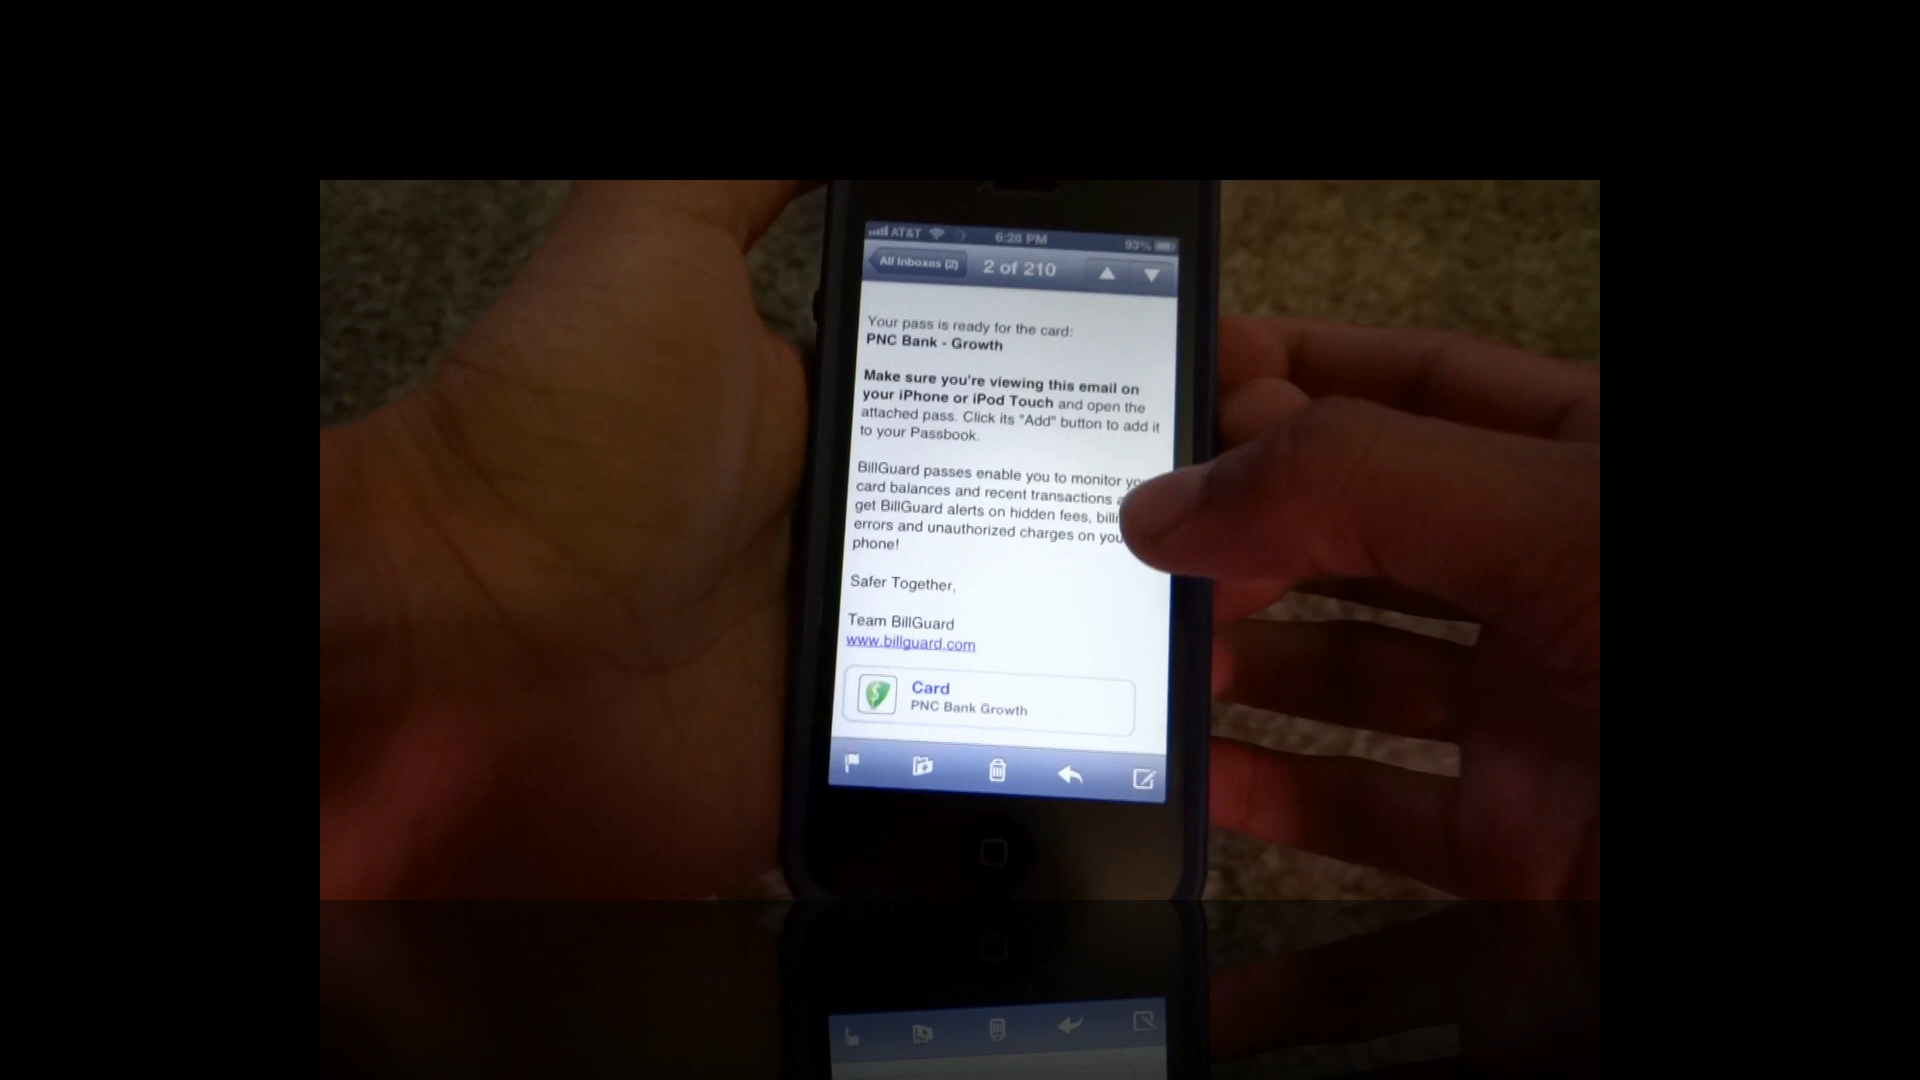 AT&T 6:28 PM 93%
All Inboxes (2) 2 of 210
Your pass is ready for the card:
PNC Bank - Growth
Make sure you're viewing this email on
your iPhone or iPod Touch and open the
attached pass. Click its "Add" button to add it
to your Passbook.
BillGuard passes enable you to monitor
card balances and recent transactions
get BillGuard alerts on hidden fees,
errors and unauthorized charges on
phone!
Safer Together,
Team BillGuard
www.billguard.com
Card
PNC Bank Growth